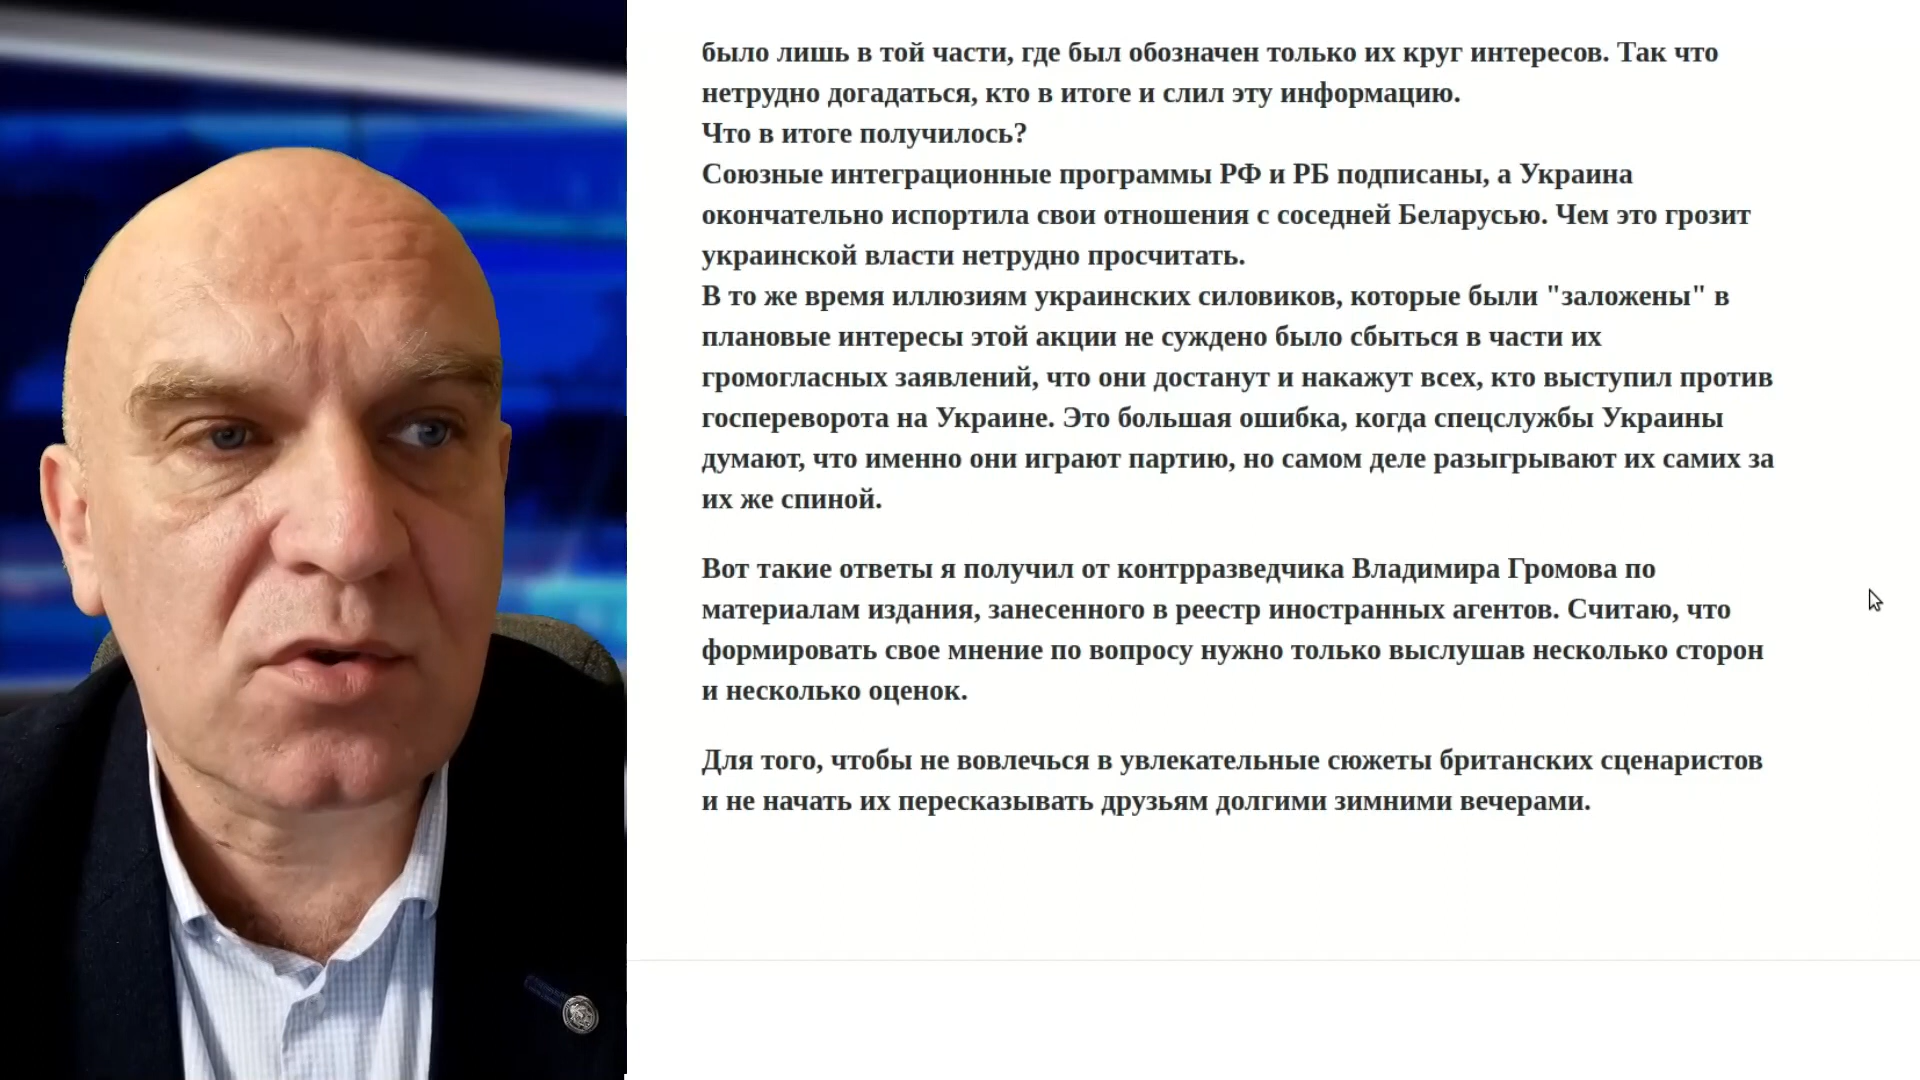 было лишь в той части, где был обозначен только их круг интересов. Так что
нетрудно догадаться, кто в итоге и слил эту информацию.
Что в итоге получилось?
Союзные интеграционные программы РФ и РБ подписаны, а Украина
окончательно испортила свои отношения с соседней Беларусью. Чем это грозит
украинской власти нетрудно просчитать.
В то же время иллюзиям украинских силовиков, которые были "заложены" в
плановые интересы этой акции не суждено было сбыться в части их
громогласных заявлений, что они достанут и накажут всех, кто выступил против
госпереворота на Украине. Это большая ошибка, когда спецслужбы Украины
думают, что именно они играют партию, но самом деле разыгрывают их самих за
их же спиной.
Вот такие ответы я получил от контрразведчика Владимира Громова по
материалам издания, занесенного в реестр иностранных агентов. Считаю, что
формировать свое мнение по вопросу нужно только выслушав несколько сторон
и несколько оценок.
Для того, чтобы не вовлечься в увлекательные сюжеты британских сценаристов
и не начать их пересказывать друзьям долгими зимними вечерами.